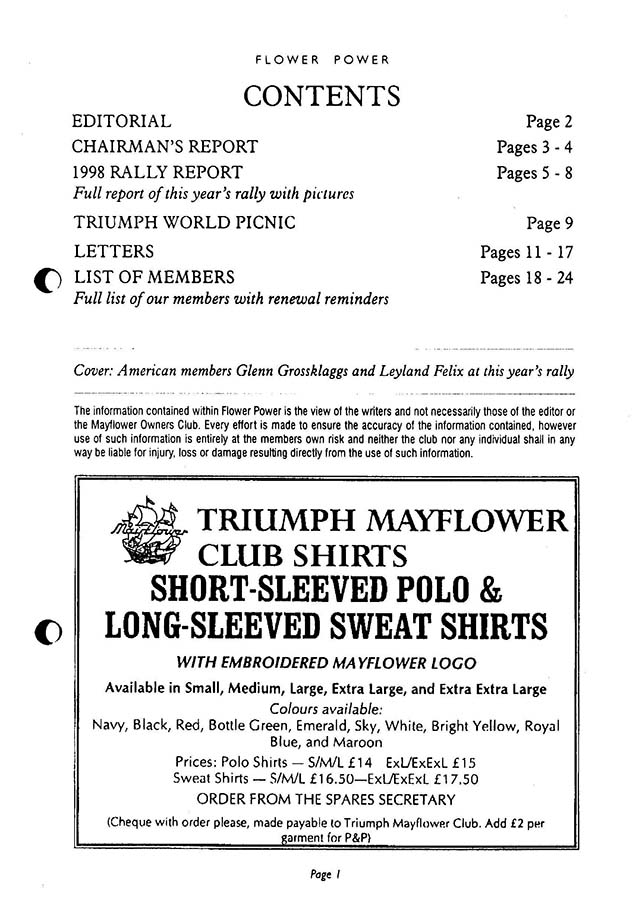 FLOWER POWER
CONTENTS
EDITORIAL Page 2
CHAIRMAN'S REPORT Pages 3 - 4
1998 RALLY REPORT Pages 5 - 8
Full report of this year's rally with pictures
TRIUMPH WORLD PICNIC Page 9
LETTERS Pages 11 - 17
LIST OF MEMBERS Pages 18 - 24
Full list of our members with renewal reminders
Cover: American members Glenn Grossklaggs and Leyland Felix at this year's rally
The information contained within Flower Power is the view of the writers and not necessarily those of the editor or
the Mayflower Owners Club. Every effort is made to ensure the accuracy of the information contained, however
use of such information is entirely at the members own risk and neither the club nor any individual shall in any
way be liable for injury, loss or damage resulting directly from the use of such information.
Mayflower
TRIUMPH MAYFLOWER
CLUB SHIRTS
SHORT-SLEEVED POLO &
LONG-SLEEVED SWEAT SHIRTS
WITH EMBROIDERED MAYFLOWER LOGO
Available in Small, Medium, Large, Extra Large, and Extra Extra Large
Colours available:
Navy, Black, Red, Bottle Green, Emerald, Sky, White, Bright Yellow, Royal
Blue, and Maroon
Prices: Polo Shirts — S/M/L £14 ExL/ExExL £15
Sweat Shirts — S/M/L £16.50—ExL/ExExL £17.50
ORDER FROM THE SPARES SECRETARY
(Cheque with order please, made payable to Triumph Mayflower Club. Add £2 per
garment for P&P)
Page 1